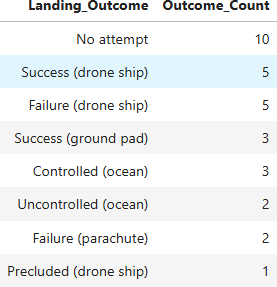 Landing_Outcome Outcome_Count
No attempt 10
Success (drone ship) 5
Failure (drone ship) 5
Success (ground pad) 3
Controlled (ocean) 3
Uncontrolled (ocean) 2
Failure (parachute) 2
Precluded (drone ship) 1